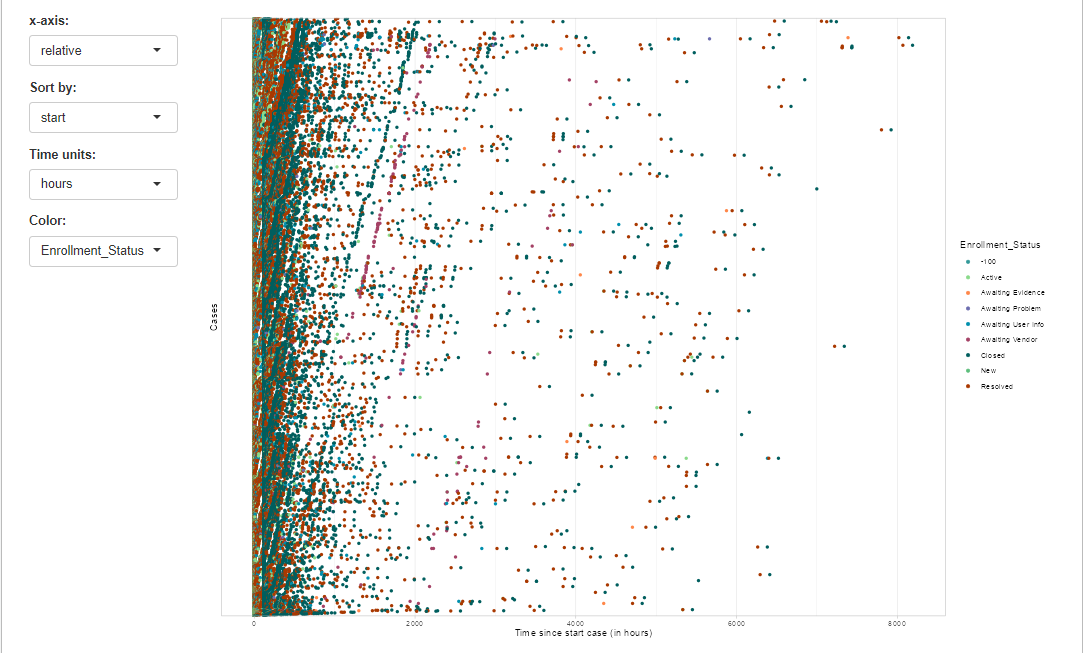 x-axis:
relative
Sort by:
start
Time units:
hours
Color:
Enrollment_Status
Cases
0 2000 4000 6000 8000
Time since start case (in hours)
Enrollment_Status
-100
Active
Awaiting Evidence
Awaiting Problem
Awaiting User Info
Awaiting Vendor
Closed
New
Resolved